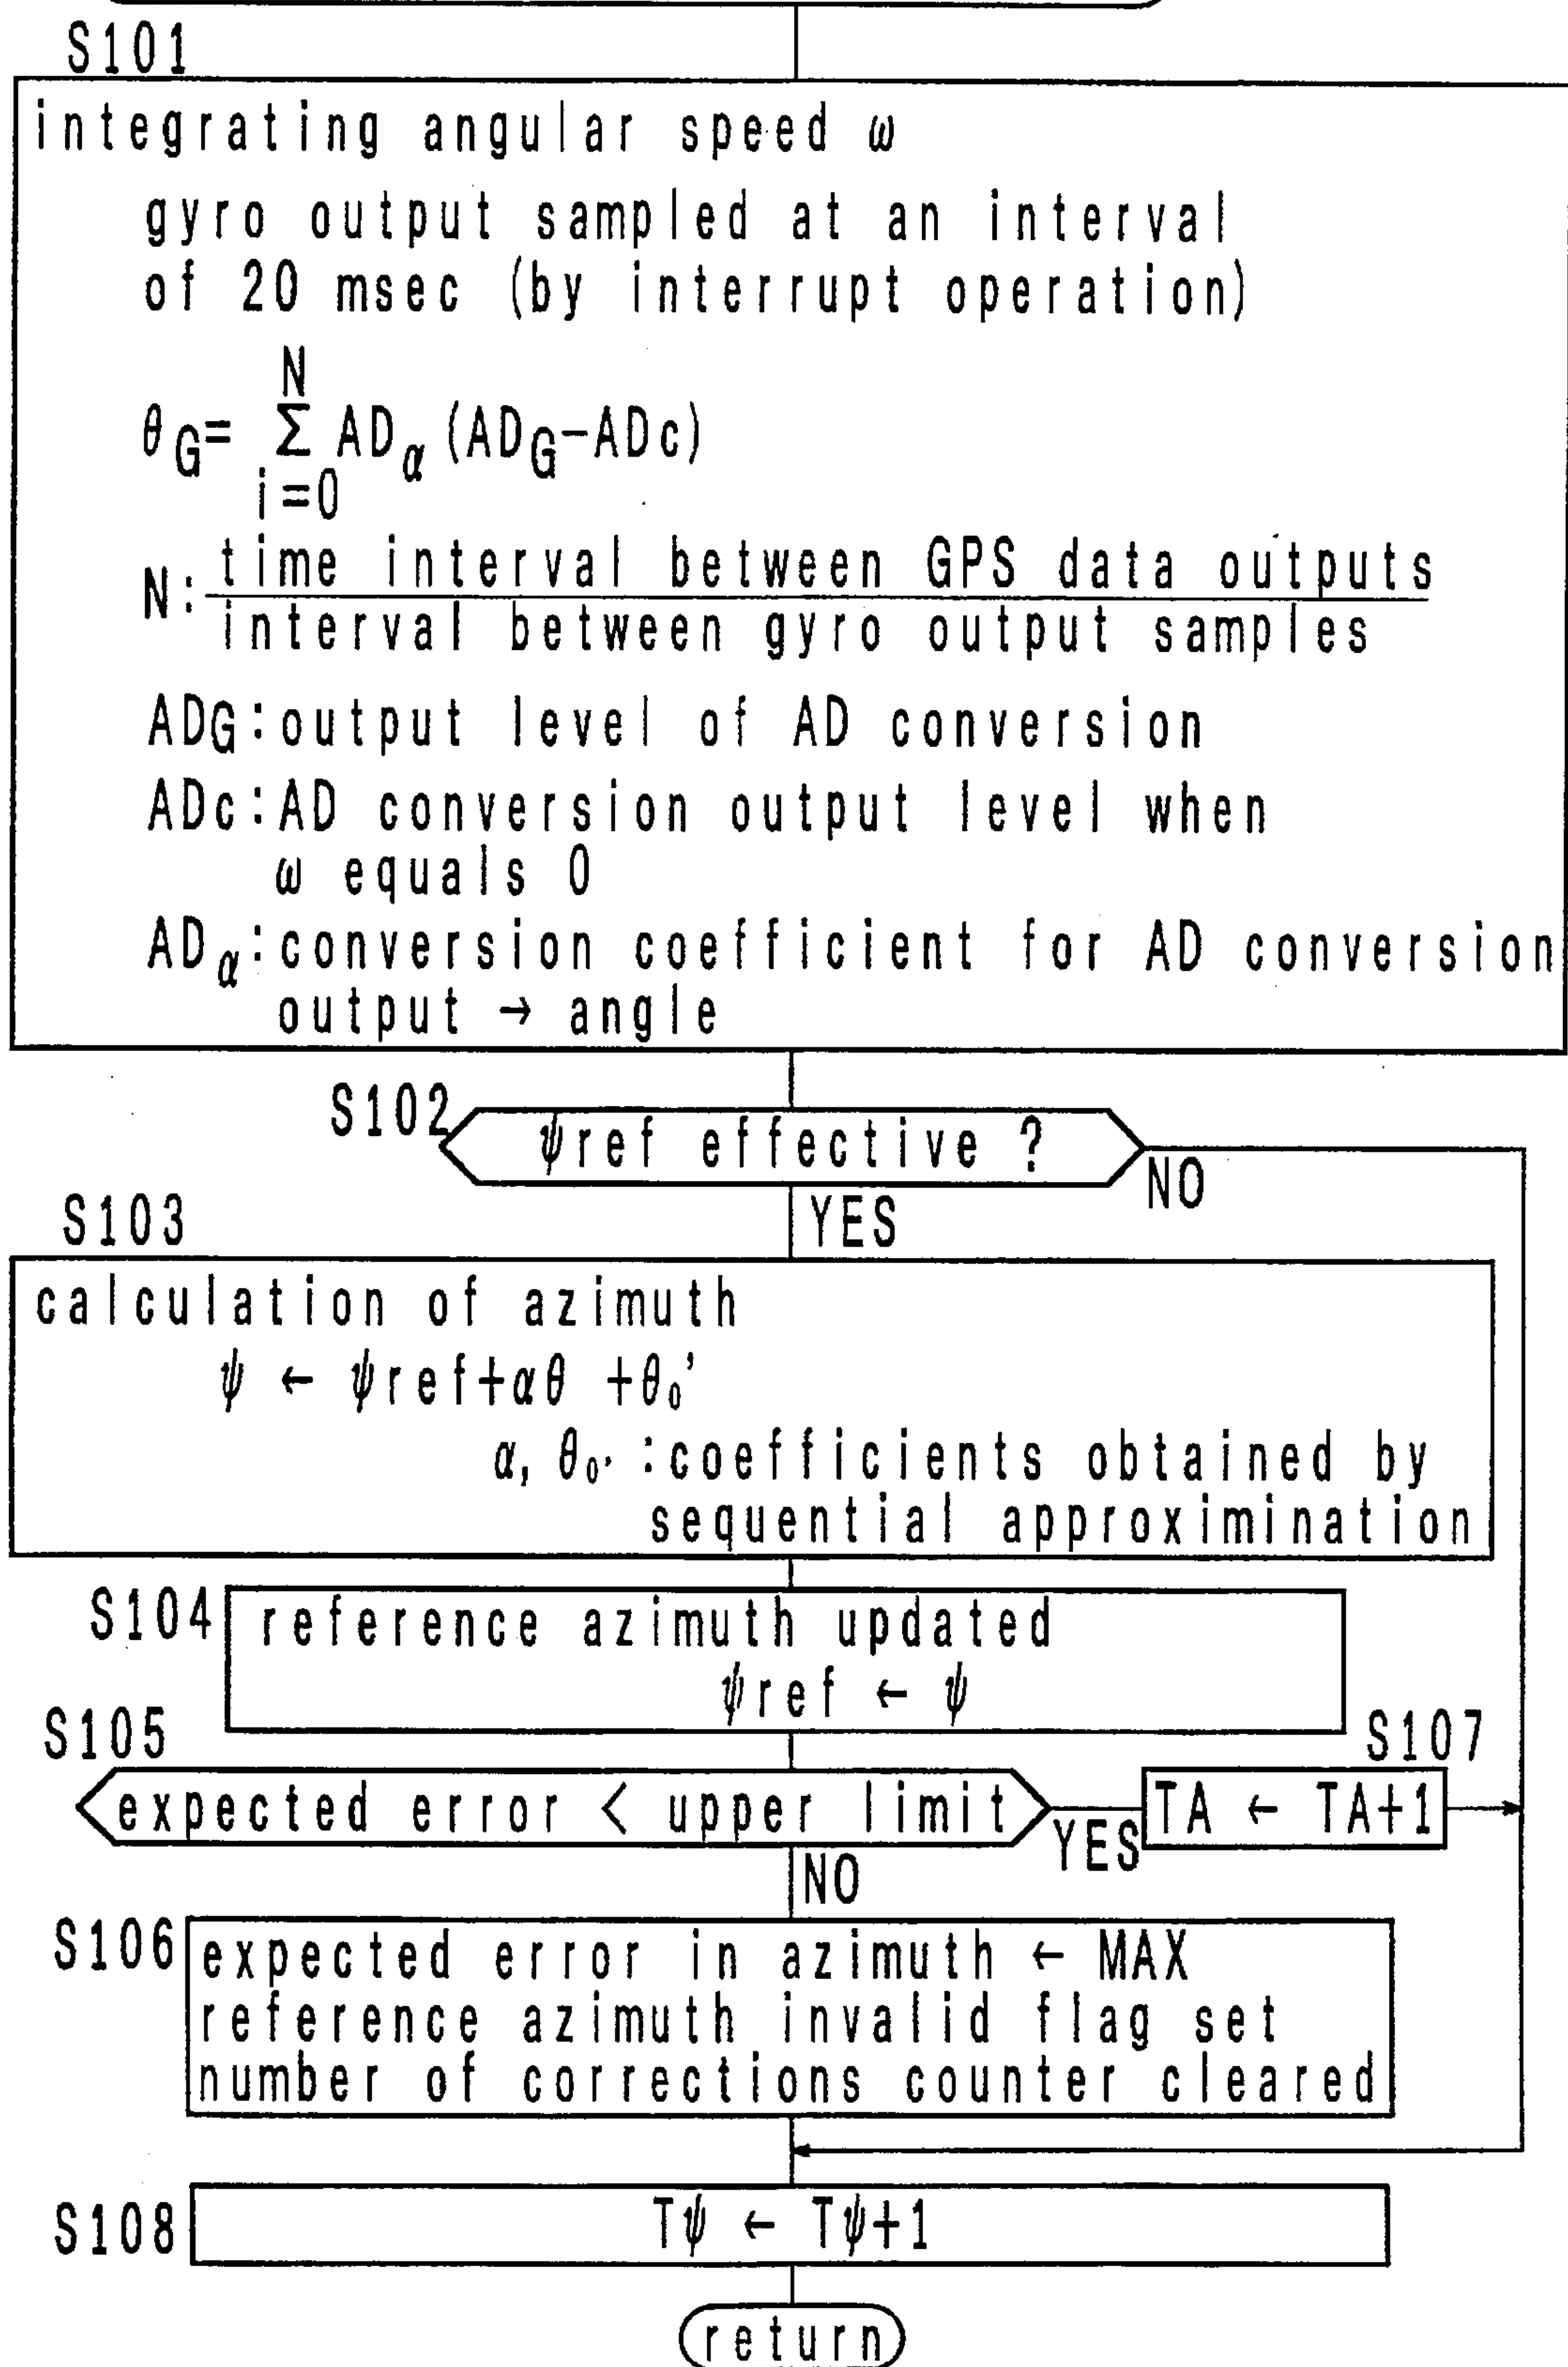 S101
integrating angular speed ω
gyro output sampled at an interval
of 20 msec (by interrupt operation)
N
θG= Σ ADα (ADG-ADc)
i=0
time interval between GPS data outputs
N:
interval between gyro output samples
ADG:output level of AD conversion
ADc:AD conversion output level when
ω equals 0
ADα:conversion coefficient for AD conversion
output → angle
S102
ψref effective ?
NO
YES
S103
calculation of azimuth
ψ ← ψref+αθ +θ₀'
α, θ₀' :coefficients obtained by
sequential approximination
S104
reference azimuth updated
ψref ← ψ
S105
S107
expected error < upper limit
YES
TA ← TA+1
NO
S106
expected error in azimuth ← MAX
reference azimuth invalid flag set
number of corrections counter cleared
S108
Tψ ← Tψ+1
return